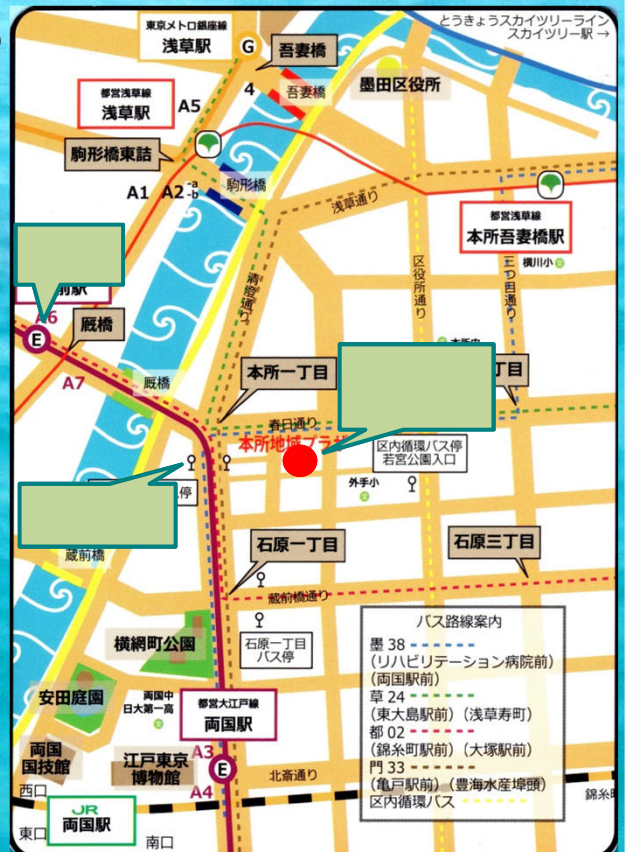 とうきょうスカイツリーライン
スカイツリー駅 →
東京メトロ銀座線
浅草駅
G
吾妻橋
4
吾妻橋
墨田区役所
都営浅草線
浅草駅
A5
駒形橋東詰
A1
A2
-a
-b
駒形橋
浅草通り
都営浅草線
本所吾妻橋駅
清澄通り
区役所通り
三つ目通り
横川小
前駅
A6
E
厩橋
A7
厩橋
本所一丁目
丁目
春日通り
本所地域プラザ
区内循環バス停
若宮公園入口
外手小
停
蔵前橋
石原一丁目
石原三丁目
蔵前橋通り
横網町公園
石原一丁目
バス停
安田庭園
両国中
日大第一高
都営大江戸線
両国駅
両国
国技館
江戸東京
博物館
A3
E
A4
北斎通り
西口
JR
両国駅
東口
南口
バス路線案内
墨 38
(リハビリテーション病院前)
(両国駅前)
草 24
(東大島駅前)(浅草寿町)
都 02
(錦糸町駅前)(大塚駅前)
門 33
(亀戸駅前)(豊海水産埠頭)
区内循環バス
錦糸